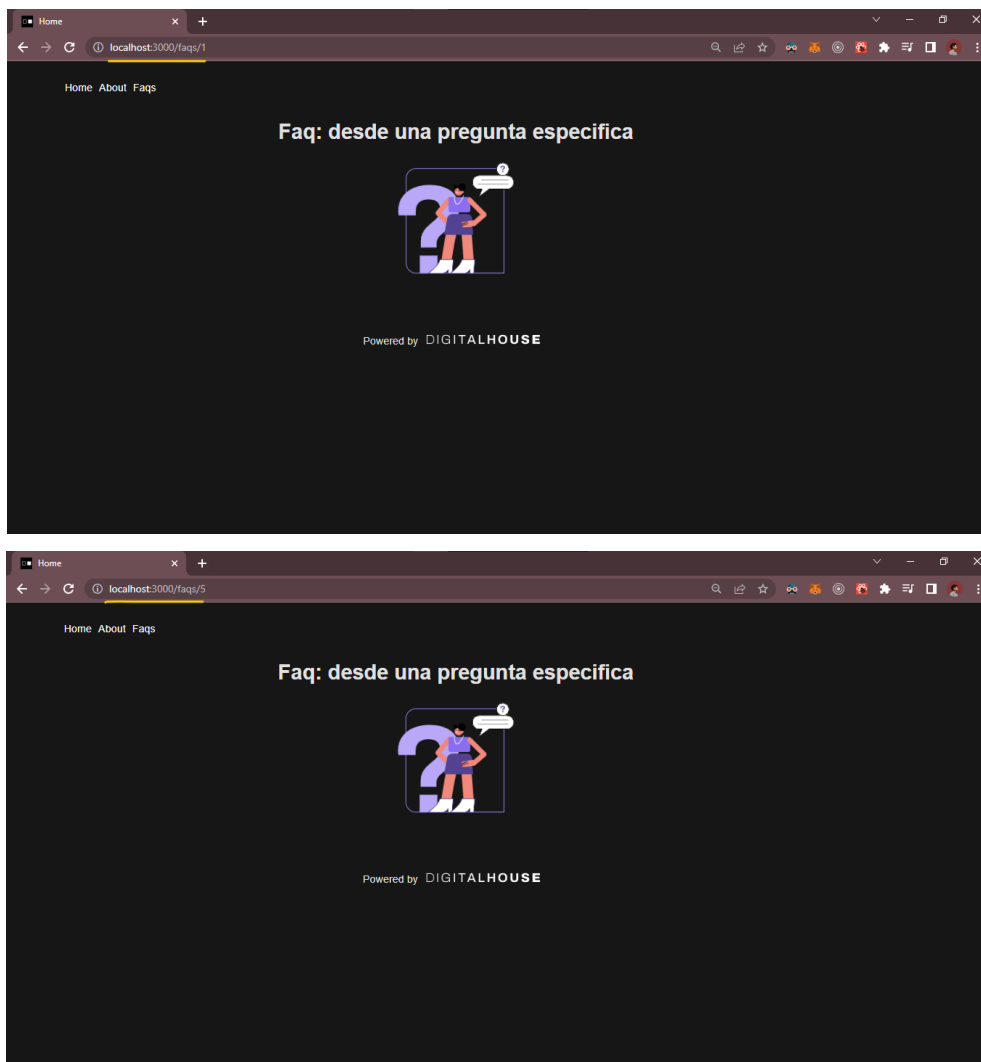 Home
localhost:3000/faqs/1
Home About Faqs
Faq: desde una pregunta especifica
?
?
Powered by DIGITALHOUSE
Home
localhost:3000/faqs/5
Home About Faqs
Faq: desde una pregunta especifica
?
?
Powered by DIGITALHOUSE